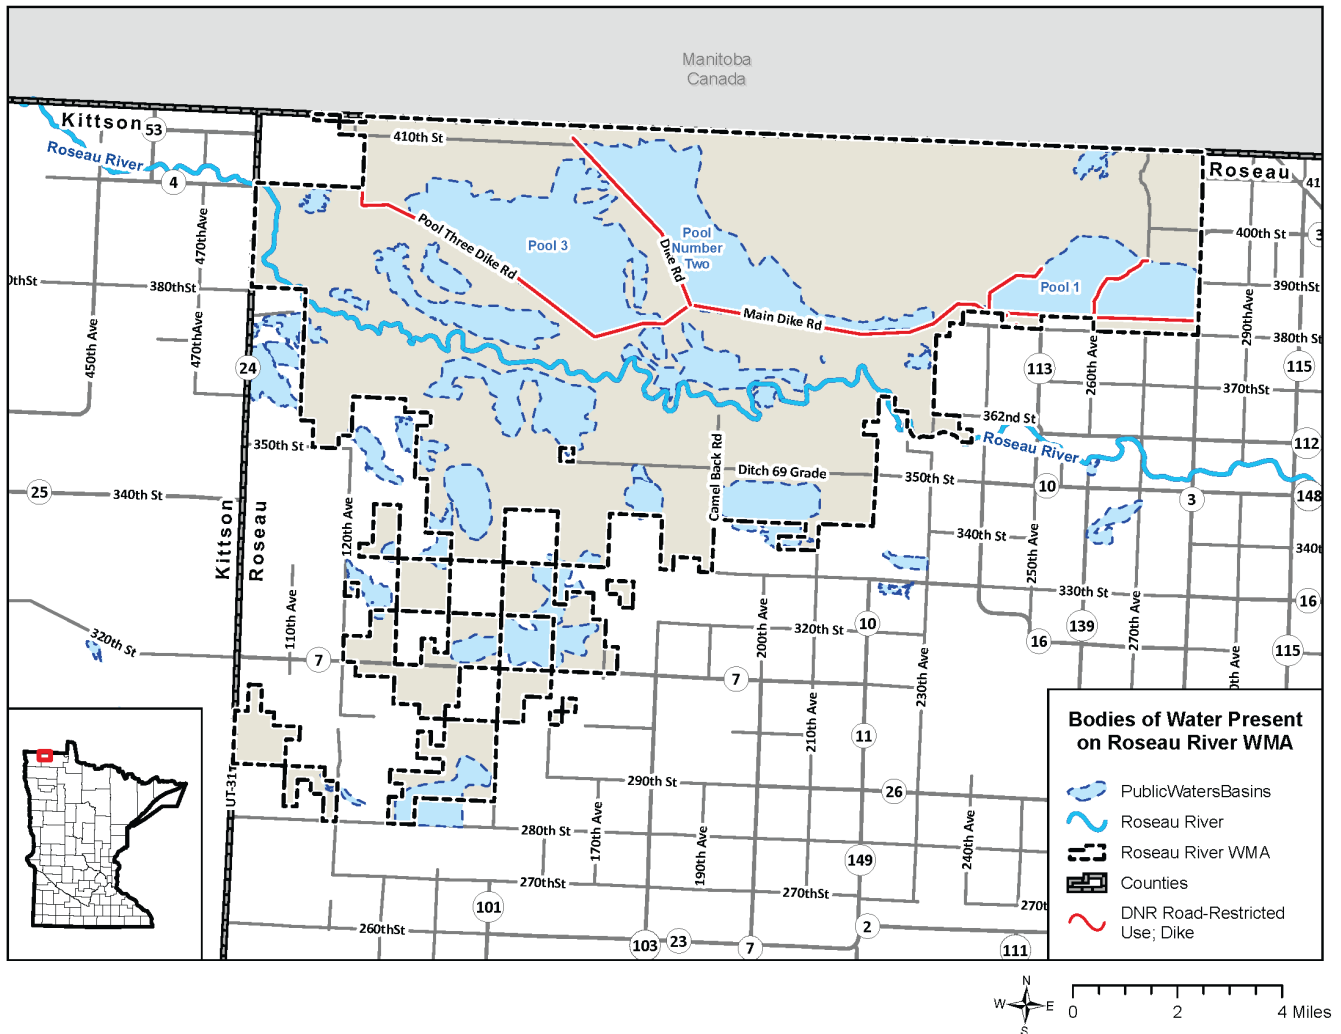 Manitoba
Canada
Kittson
53
410th St
Roseau River
4
Roseau
41
470thAve
400th St
3
Pool 3
Pool
Number
Two
Pool Three Dike Rd
Dike Rd
0thSt
380thSt
Pool 1
390thSt
290thAve
Main Dike Rd
470thAve
450th Ave
380th St
24
113
260th Ave
115
370thSt
362nd St
Roseau River
112
350th St
Camel Back Rd
Ditch 69 Grade
350th St
10
3
148
25
340th St
Kittson
Roseau
120th Ave
340th St
250th Ave
340t
330th St
16
110th Ave
320th St
7
200th Ave
320th St
10
139
16
270th Ave
115
230th Ave
0th Ave
7
210th Ave
11
UT-31
290th St
26
170th Ave
190th Ave
280th St
240th Ave
149
270thSt
270thSt
270t
101
260thSt
103
23
7
2
111
Bodies of Water Present
on Roseau River WMA
PublicWatersBasins
Roseau River
Roseau River WMA
Counties
DNR Road-Restricted
Use; Dike
N
W
E
S
0
2
4 Miles